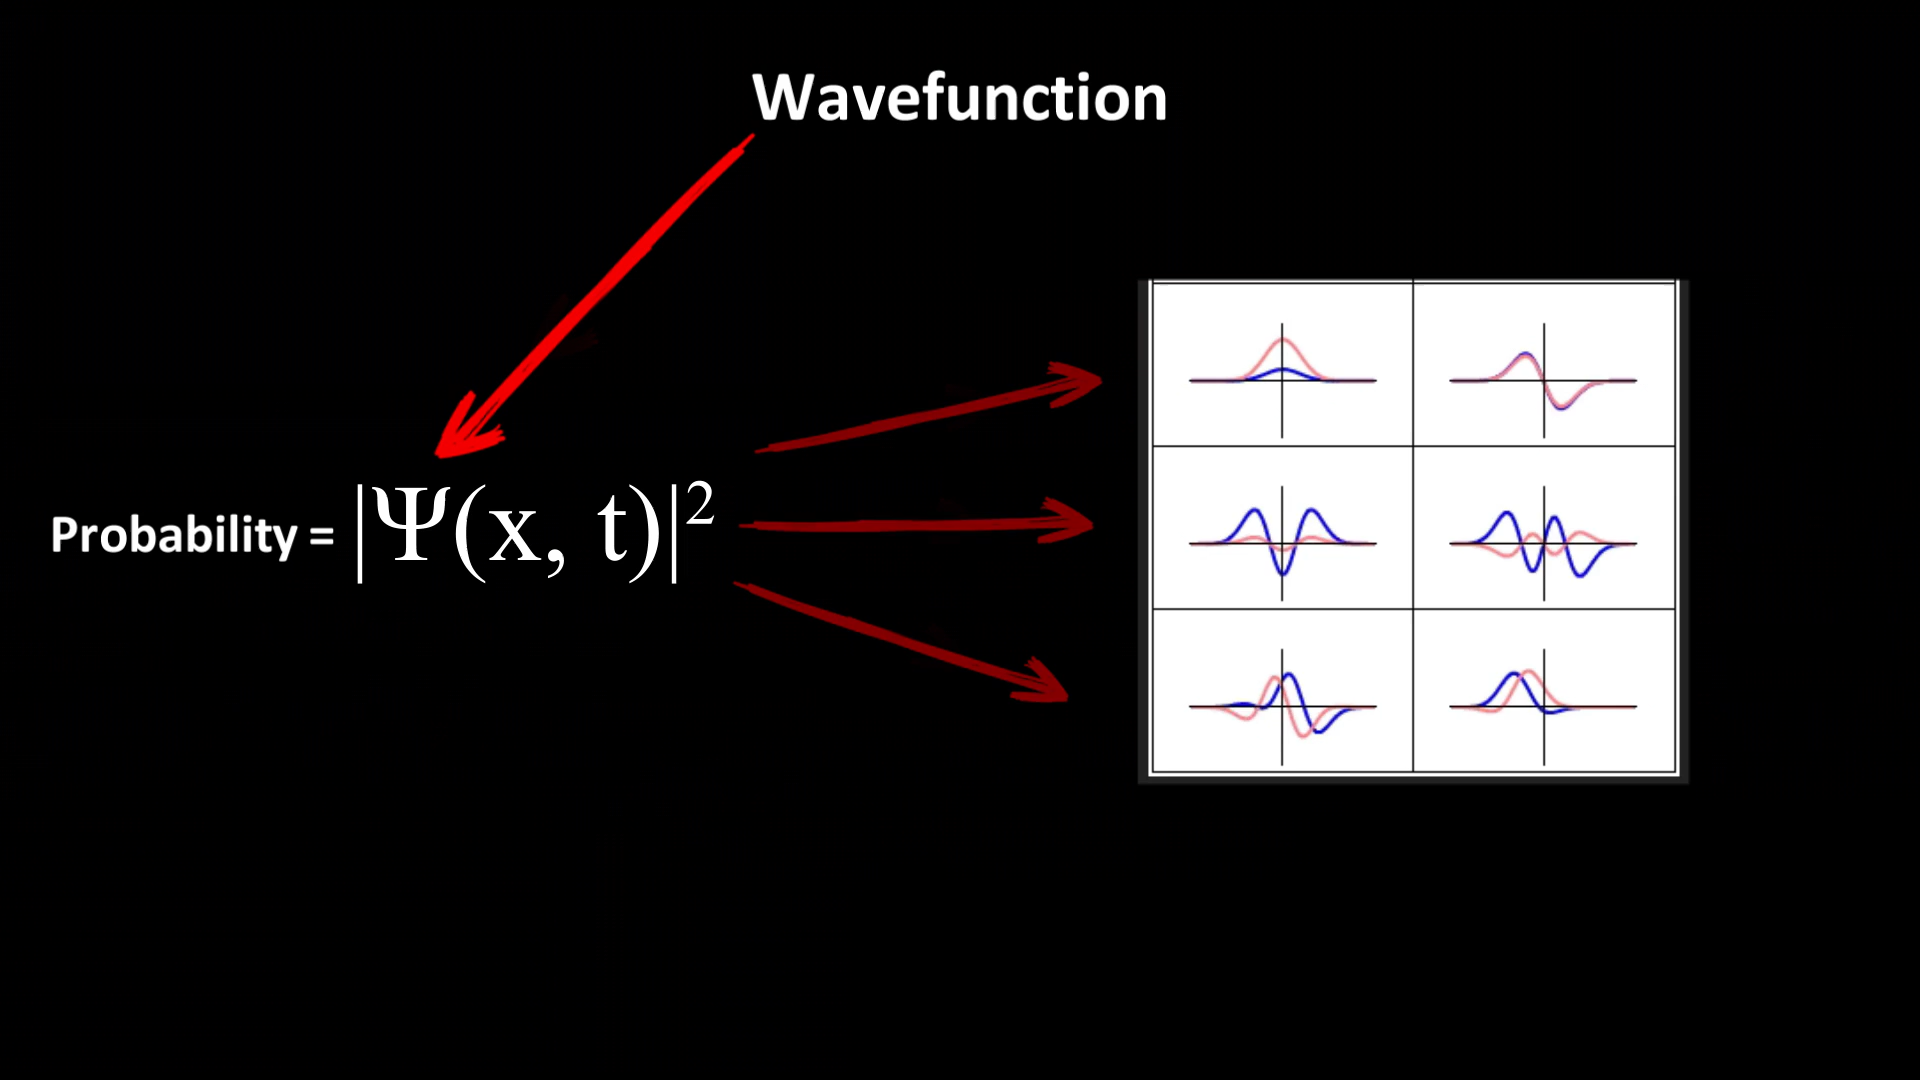 Wavefunction
Probability = |Ψ(x, t)|²